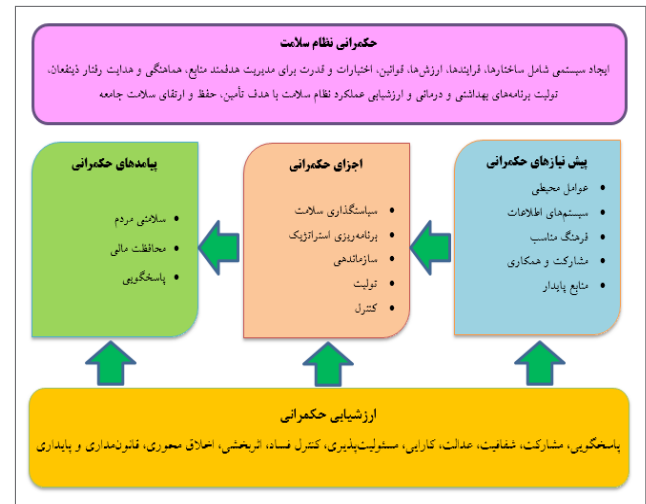 حکمرانی نظام سلامت
ایجاد سیستمی شامل ساختارها، فرایندها، ارزش‌ها، قوانین، اختیارات و قدرت برای مدیریت هدفمند منابع، هماهنگی و هدایت رفتار ذینفعان،
تولیت برنامه‌های بهداشتی و درمانی و ارزشیابی عملکرد نظام سلامت با هدف تأمین، حفظ و ارتقای سلامت جامعه
پیش نیازهای حکمرانی
• عوامل محیطی
• سیستم‌های اطلاعات
• فرهنگ مناسب
• مشارکت و همکاری
• منابع پایدار
اجزای حکمرانی
• سیاستگذاری سلامت
• برنامه‌ریزی استراتژیک
• سازماندهی
• تولیت
• کنترل
پیامدهای حکمرانی
• سلامتی مردم
• محافظت مالی
• پاسخگویی
ارزشیابی حکمرانی
پاسخگویی، مشارکت، شفافیت، عدالت، کارایی، مسئولیت‌پذیری، کنترل فساد، اثربخشی، اخلاق محوری، قانون‌مداری و پایداری